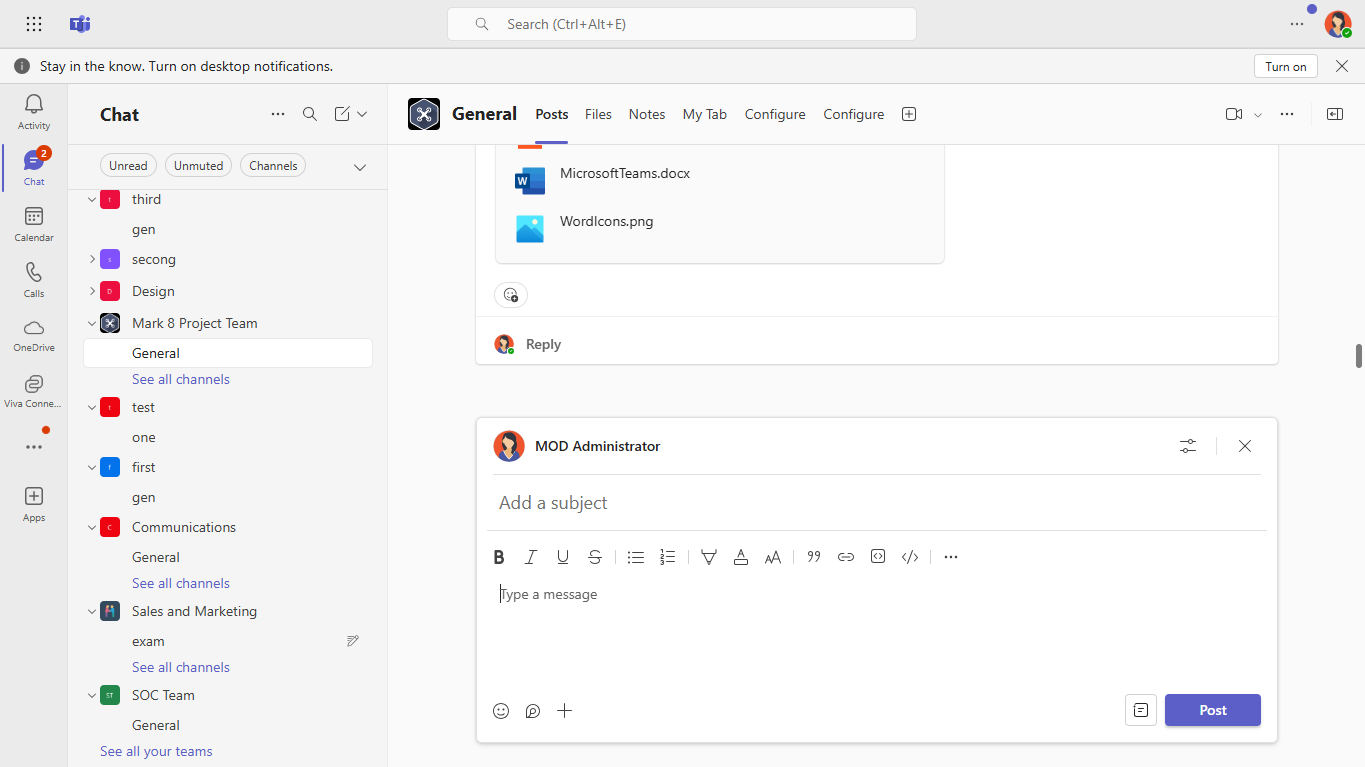 Search (Ctrl+Alt+E)
Stay in the know. Turn on desktop notifications.
Turn on
Activity
2
Chat
Calendar
Calls
OneDrive
Viva Conne...
Apps
Chat
Unread
Unmuted
Channels
t third
gen
s secong
D Design
Mark 8 Project Team
General
See all channels
t test
one
f first
gen
C Communications
General
See all channels
Sales and Marketing
exam
See all channels
ST SOC Team
General
See all your teams
General
Posts
Files
Notes
My Tab
Configure
Configure
MicrosoftTeams.docx
WordIcons.png
Reply
MOD Administrator
Add a subject
Type a message
Post